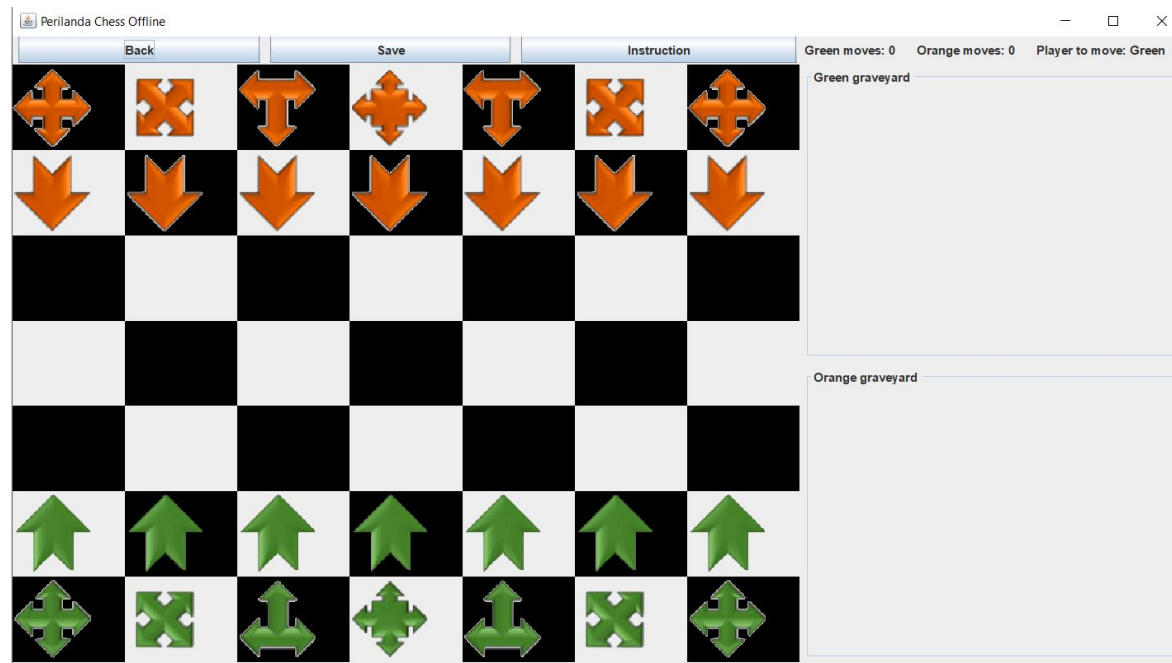 Perilanda Chess Offline
Back Save Instruction Green moves: 0 Orange moves: 0 Player to move: Green
Green graveyard
Orange graveyard